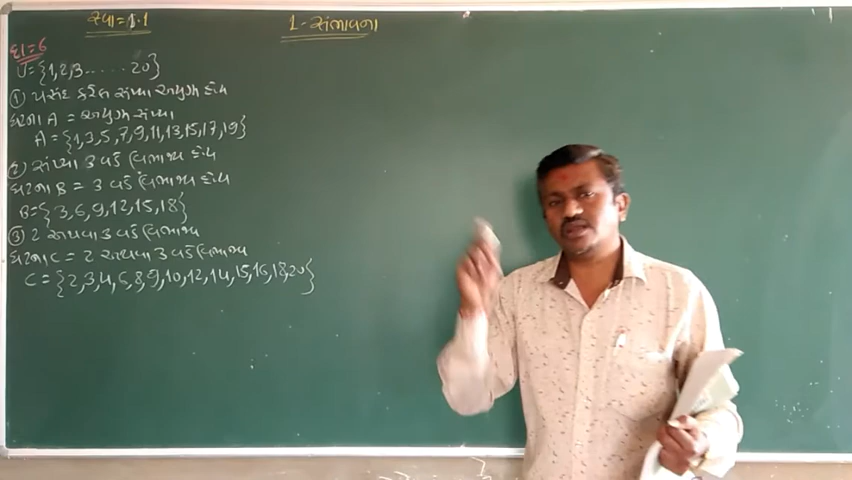 સ્વા = 1.1
1 - સંભાવના
દા = 6
U = {1,2,3 ...... 20}
① પસંદ કરેલ સંખ્યા અયુગ્મ હોય
ઘટના A = અયુગ્મ સંખ્યા
A = {1,3,5,7,9,11,13,15,17,19}
② સંખ્યા 3 વડે વિભાજ્ય હોય
ઘટના B = 3 વડે વિભાજ્ય હોય
B = {3,6,9,12,15,18}
③ 2 અથવા 3 વડે વિભાજ્ય
ઘટના C = 2 અથવા 3 વડે વિભાજ્ય
C = {2,3,4,6,8,9,10,12,14,15,16,18,20}